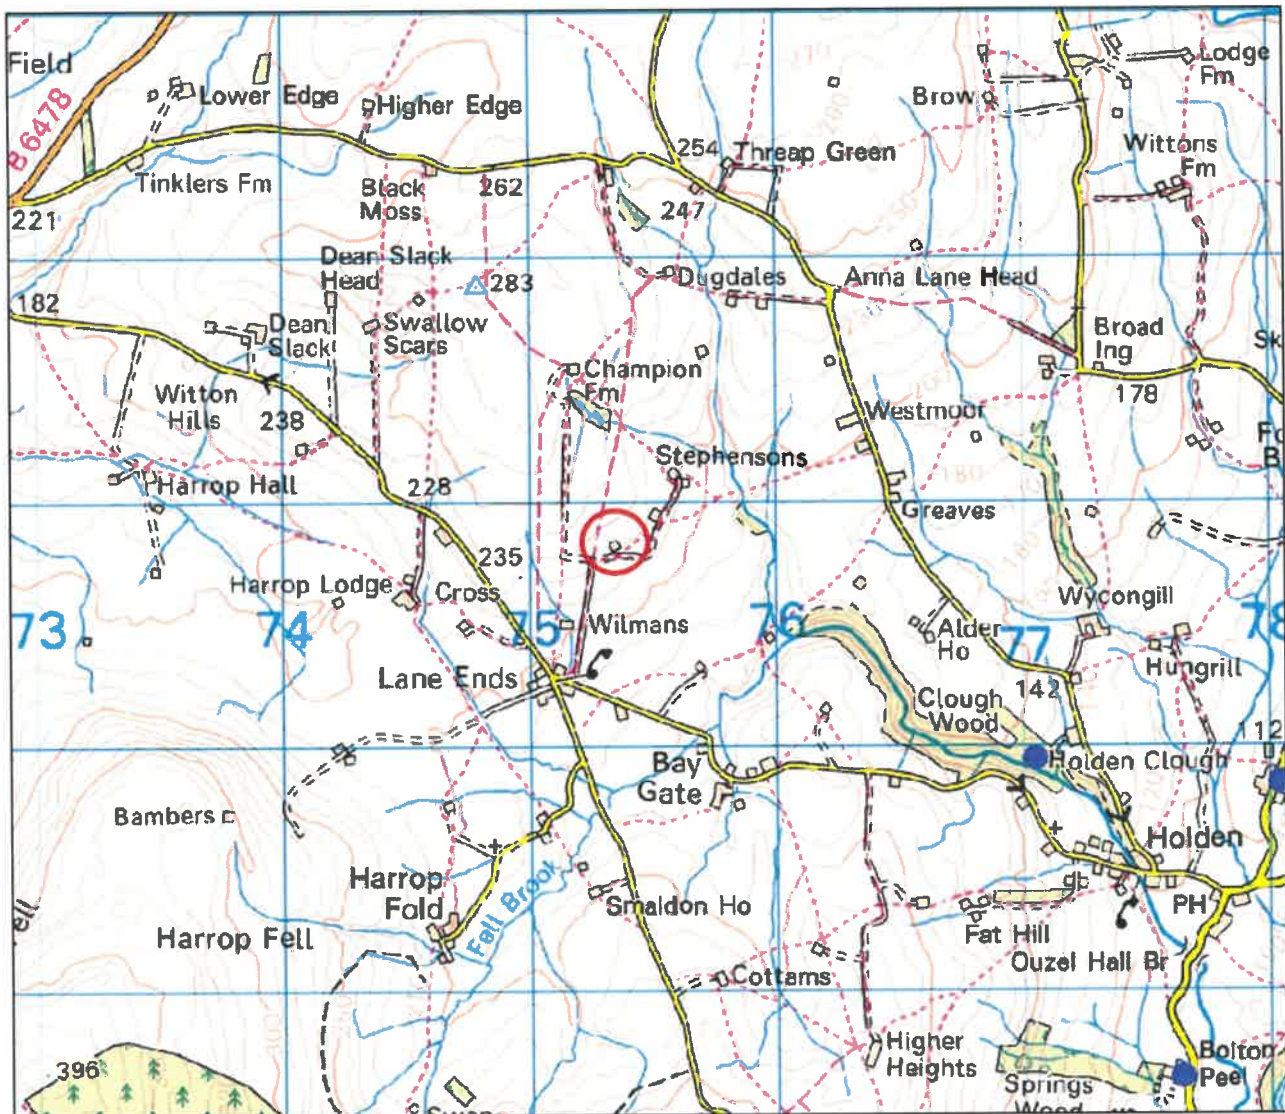 Field
Lower Edge
Higher Edge
Brow
Lodge
Fm
B 6478
Tinklers Fm
Black
Moss
262
254
Threap Green
247
Wittons
Fm
221
Dean Slack
Head
283
Dugdales
Anna Lane Head
182
Dean
Slack
Swallow
Scars
Broad
Ing
Sk
Champion
Fm
178
Witton
Hills
238
Westmoor
Stephensons
180
Harrop Hall
228
Greaves
235
Harrop Lodge
Cross
Wycongill
73
74
75
Wilmans
76
Alder
Ho
77
Hungrill
Lane Ends
142
Clough
Wood
112
Bay
Gate
Holden Clough
Bambers
Holden
Harrop
Fold
Fell Brook
Smaldon Ho
gb
PH
Harrop Fell
Fat Hill
Ouzel Hall Br
Cottams
Higher
Heights
Bolton
Peel
396
Springs
Wood